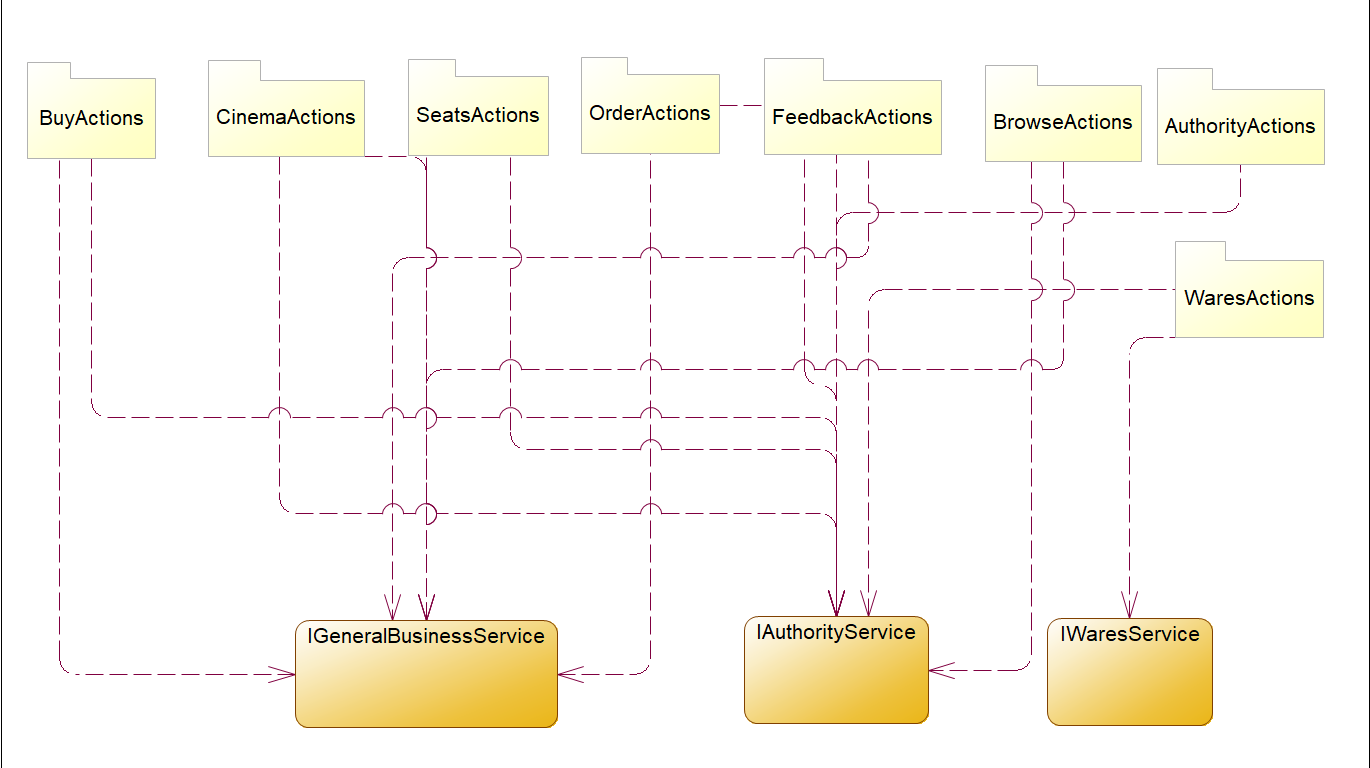 BuyActions
CinemaActions
SeatsActions
OrderActions
FeedbackActions
BrowseActions
AuthorityActions
WaresActions
IGeneralBusinessService
IAuthorityService
IWaresService